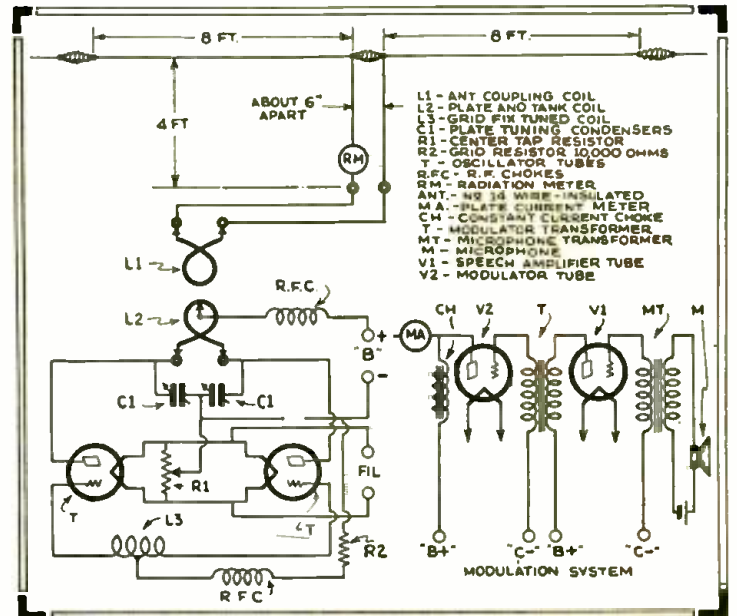 8 FT.
8 FT.
ABOUT 6"
APART
4 FT
RM
L1 - ANT COUPLING COIL
L2 - PLATE AND TANK COIL
L3 - GRID FIX TUNED COIL
C1 - PLATE TUNING CONDENSERS
R1 - CENTER TAP RESISTOR
R2 - GRID RESISTOR 10,000 OHMS
T - OSCILLATOR TUBES
R.FC - R.F. CHOKES
RM - RADIATION METER
ANT. - NO 14 WIRE - INSULATED
MA. - PLATE CURRENT METER
CH - CONSTANT CURRENT CHOKE
T - MODULATOR TRANSFORMER
MT - MICROPHONE TRANSFORMER
M - MICROPHONE
V1 - SPEECH AMPLIFIER TUBE
V2 - MODULATOR TUBE
L1
L2
R.F.C.
+
"B"
-
MA
CH
V2
T
V1
MT
M
C1
C1
FIL
R1
T
L3
T
R2
RFC
"B+"
"C-"
"B+"
"C-"
MODULATION SYSTEM